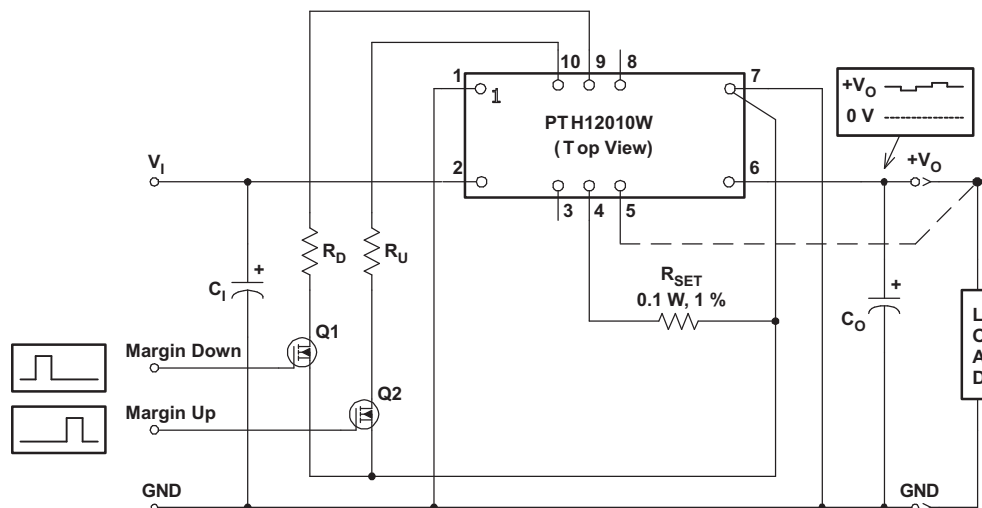 10 9 8
1 1 7
PTH12010W
(Top View)
+VO
0 V
VI
2 6
+VO
3 4 5
RD RU
RSET
0.1 W, 1 %
+
CI
+
CO
L
O
A
D
Q1
Margin Down
Q2
Margin Up
GND
GND